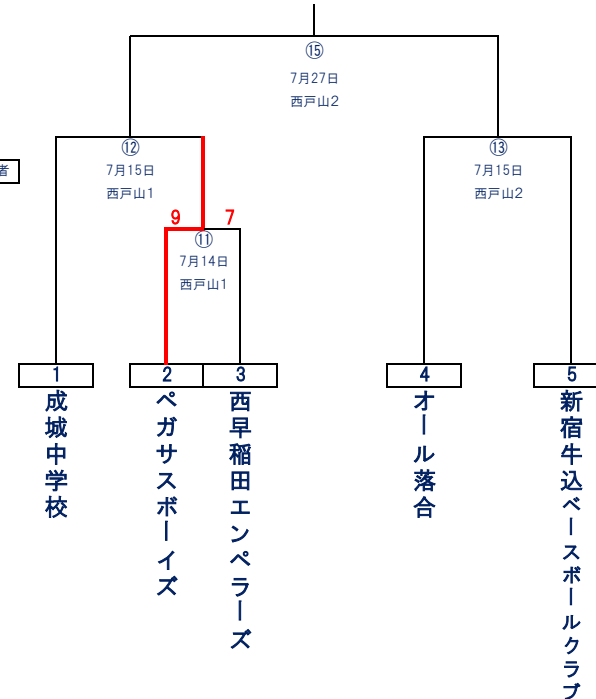 ⑮
7月27日
西戸山2
⑫
7月15日
西戸山1
⑬
7月15日
西戸山2
者
9
7
⑪
7月14日
西戸山1
1
2
3
4
5
成城中学校
ペガサスボーイズ
西早稲田エンペラーズ
オール落合
新宿牛込ベースボールクラブ